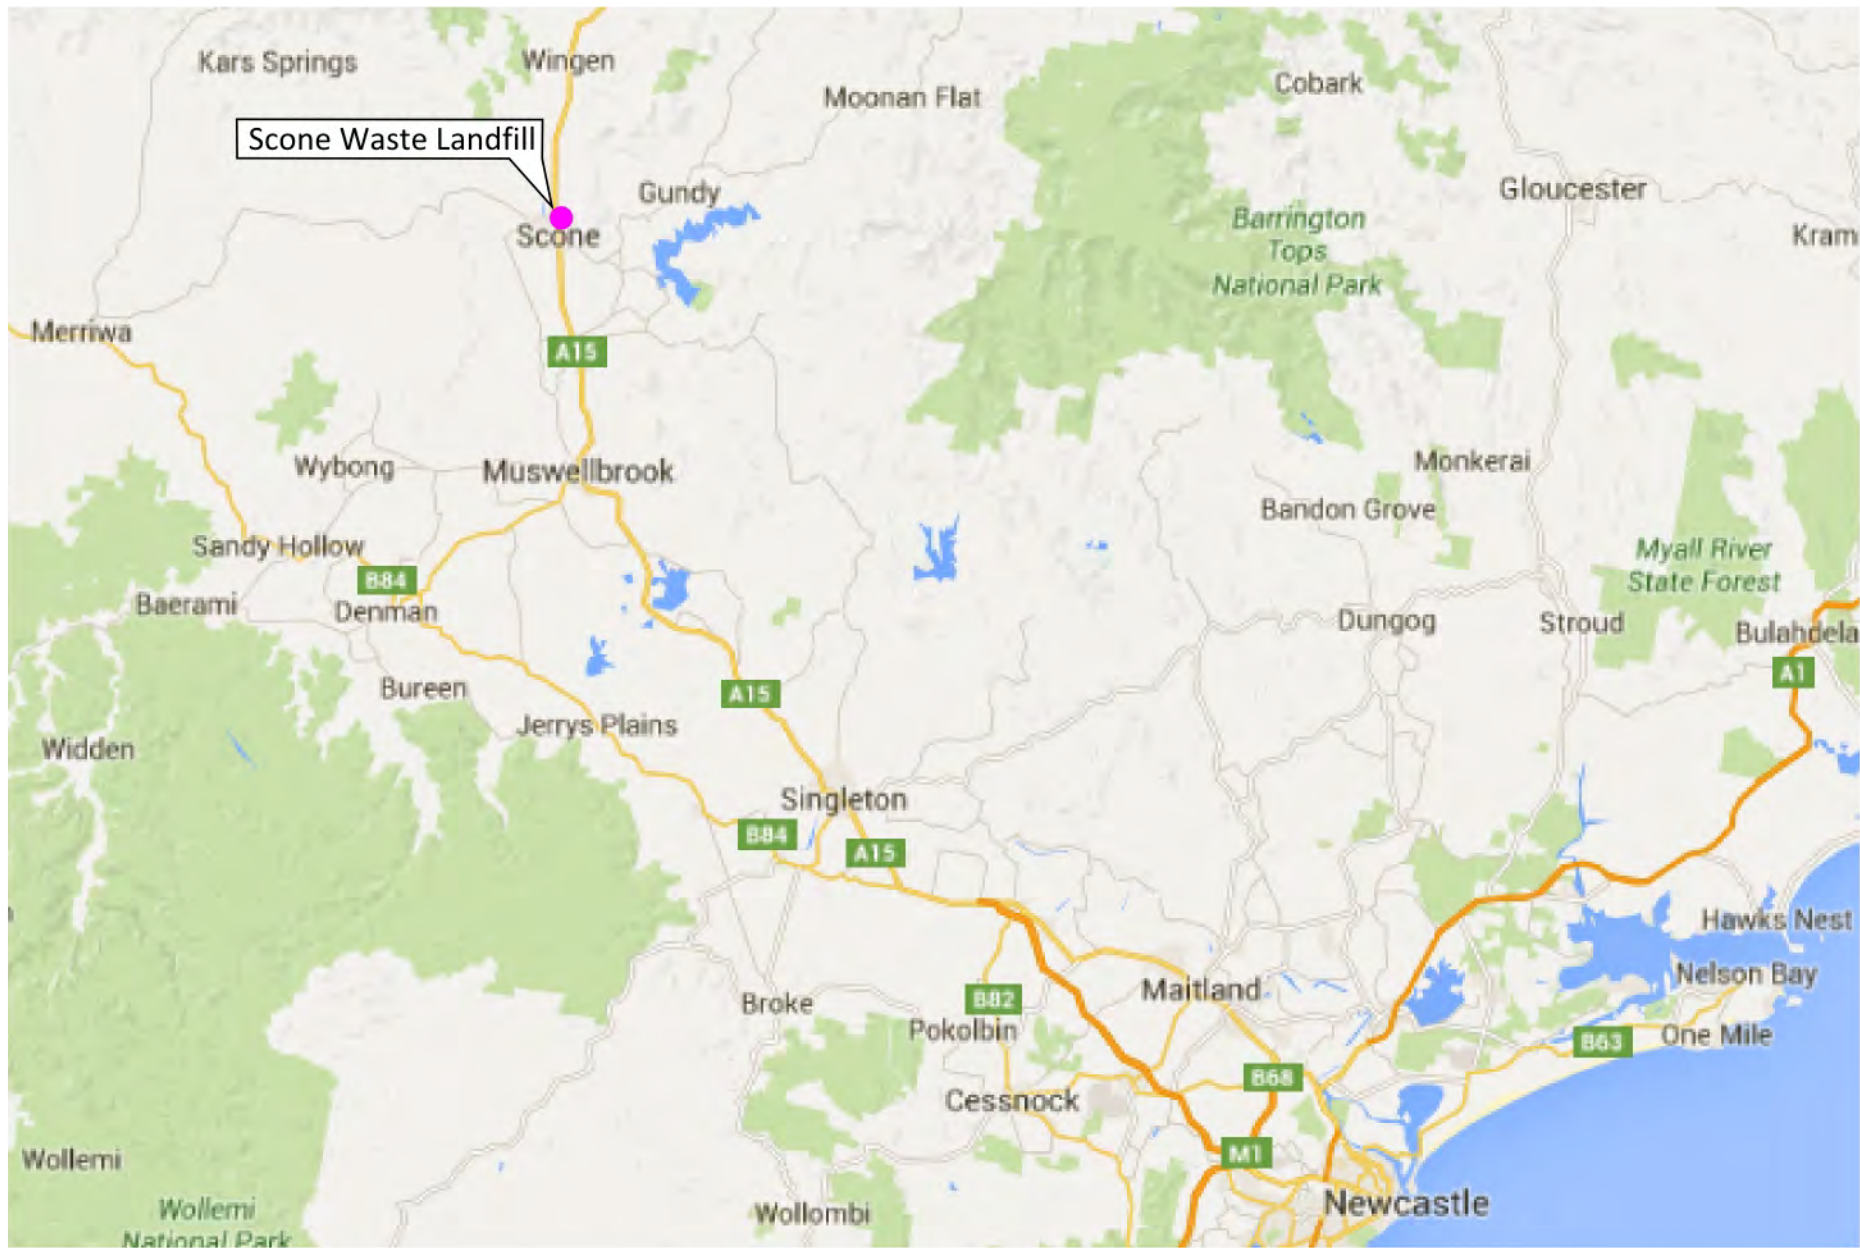 Kars Springs
Wingen
Cobark
Moonan Flat
Scone Waste Landfill
Gundy
Gloucester
Barrington
Tops
National Park
Scone
Kram
Merriwa
A15
Wybong
Muswellbrook
Monkerai
Bandon Grove
Sandy Hollow
Myall River
State Forest
B84
Baerami
Denman
Dungog
Stroud
Bulahdela
A1
Bureen
A15
Jerrys Plains
Widden
Singleton
B84
A15
Hawks Nest
Nelson Bay
Maitland
B82
Broke
Pokolbin
B63
One Mile
B68
Cessnock
M1
Wollemi
Newcastle
Wollemi
National Park
Wollombi